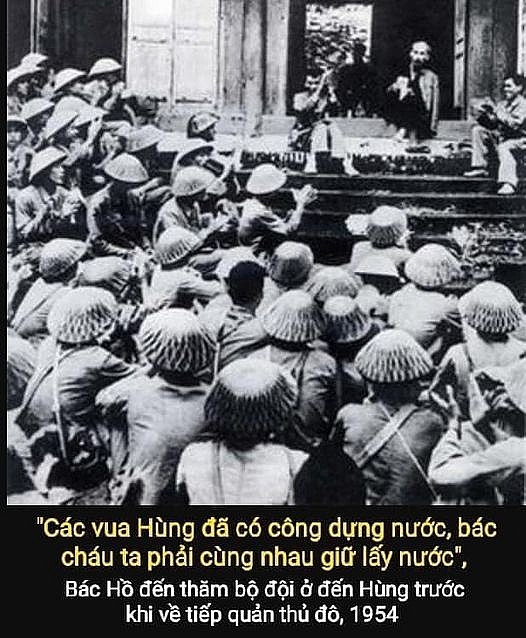 "Các vua Hùng đã có công dựng nước, bác
cháu ta phải cùng nhau giữ lấy nước",
Bác Hồ đến thăm bộ đội ở đến Hùng trước
khi về tiếp quản thủ đô, 1954